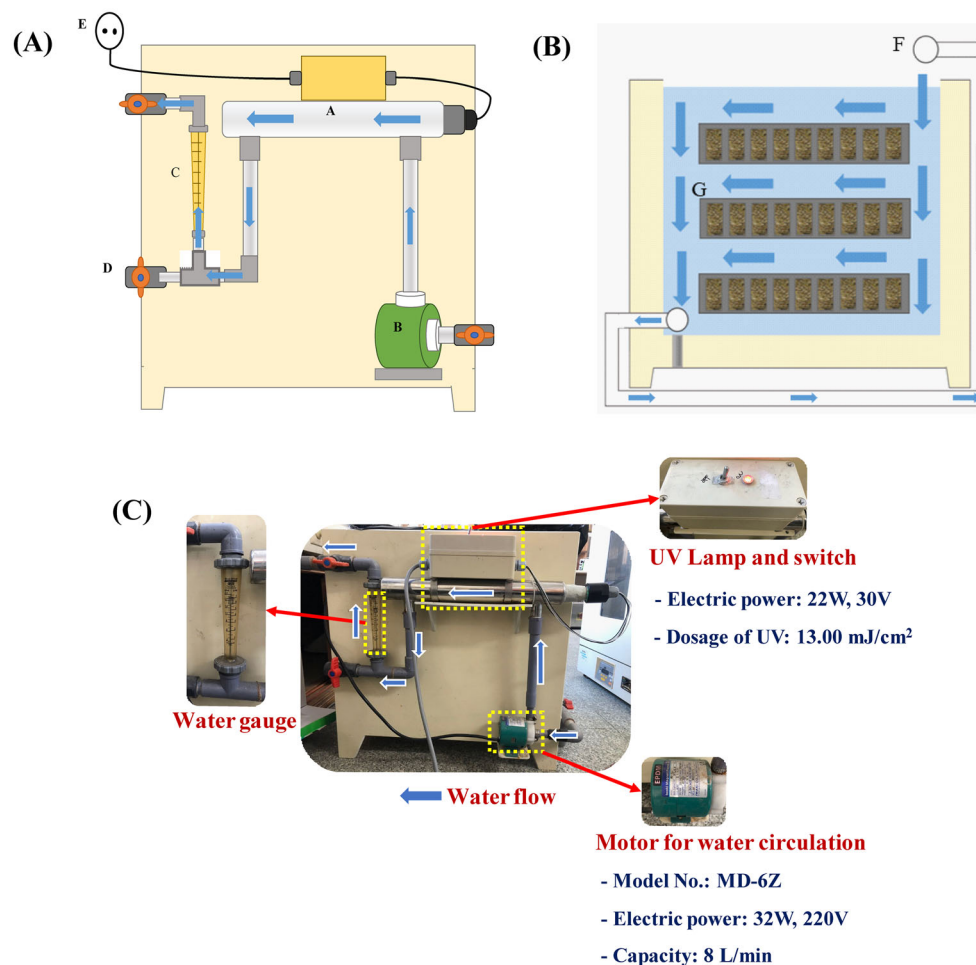 (A)
E
A
C
D
B
(B)
F
G
(C)
UV Lamp and switch
- Electric power: 22W, 30V
- Dosage of UV: 13.00 mJ/cm²
Water gauge
Water flow
Motor for water circulation
- Model No.: MD-6Z
- Electric power: 32W, 220V
- Capacity: 8 L/min